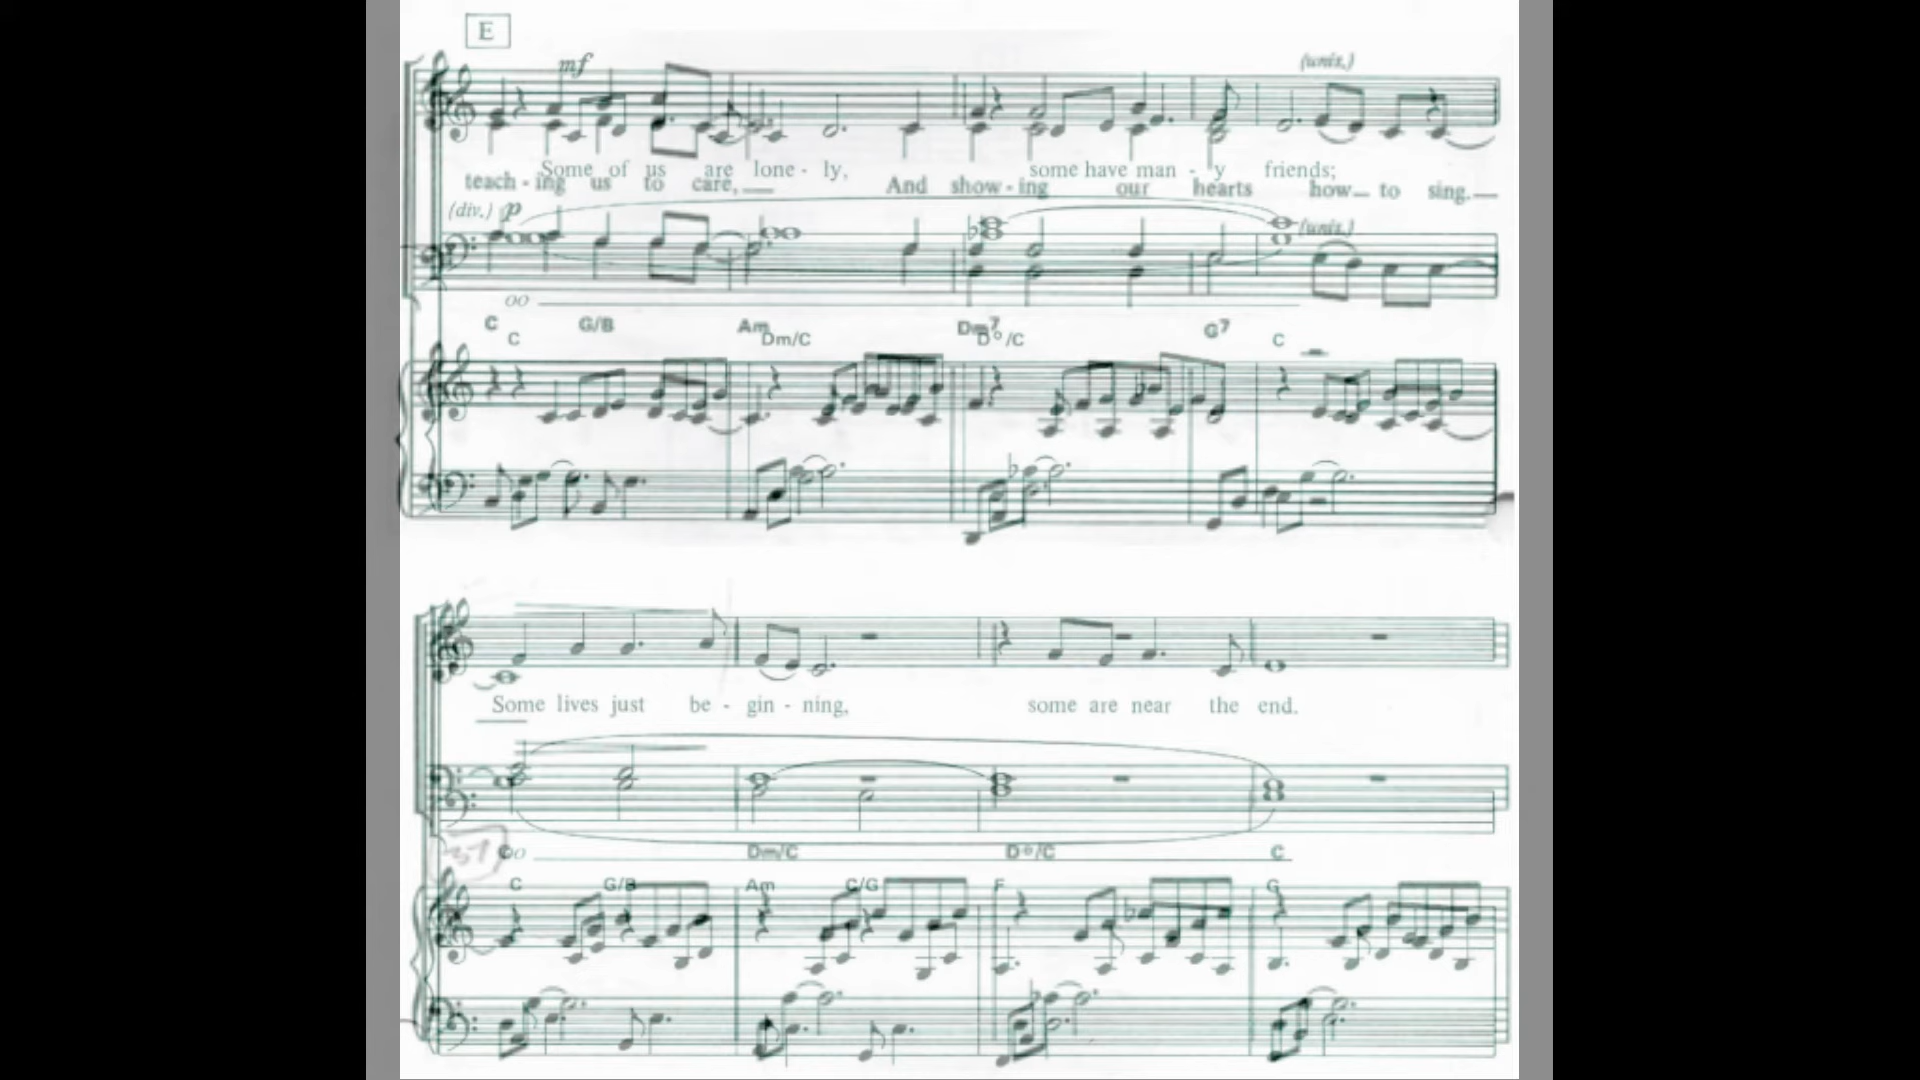 E
mf
(unis.)
Some of us are lone - ly, some have man - y friends;
teach - ing us to care, And show - ing our hearts how to sing.
(div.) p
(unis.)
oo
C G/B Am Dm7 G7
C Dm/C D°/C C
Some lives just be - gin - ning, some are near the end.
oo
C Dm/C D°/C C
C G/B Am C/G F G